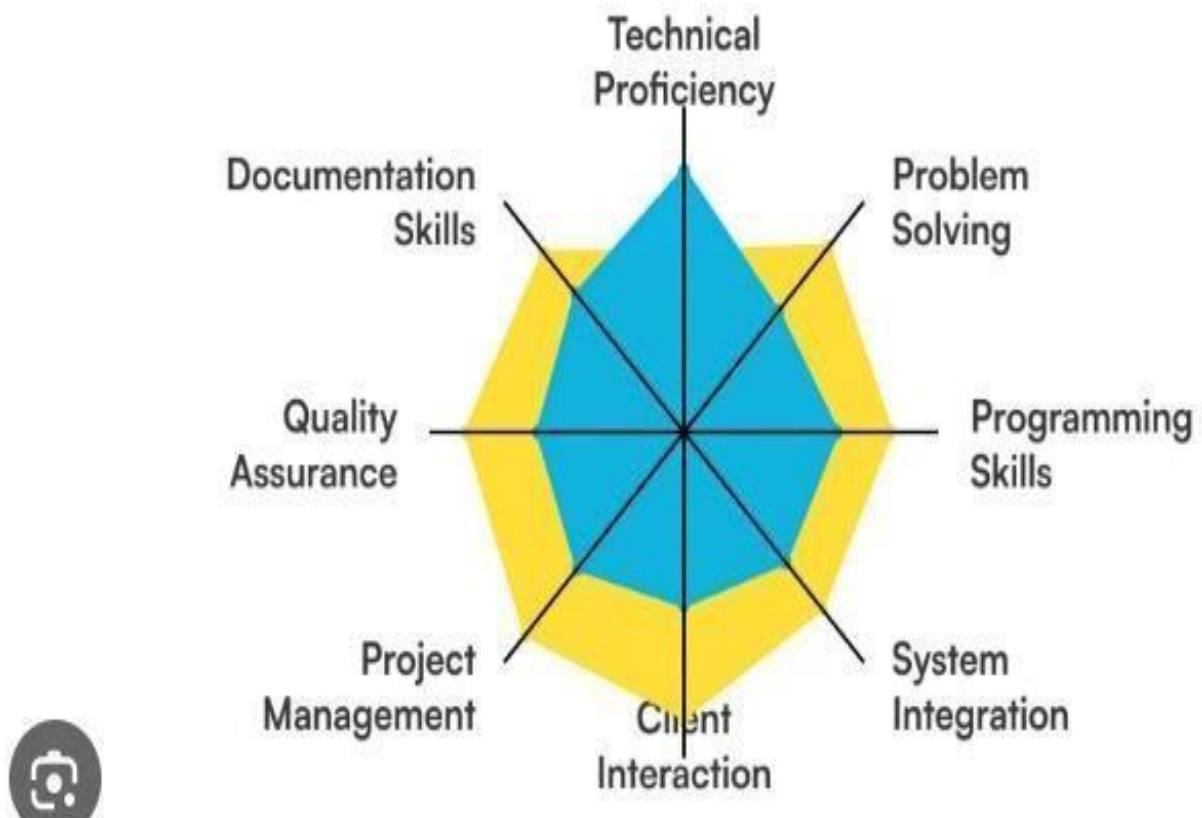 Technical
Proficiency
Documentation
Skills
Problem
Solving
Quality
Assurance
Programming
Skills
Project
Management
System
Integration
Client
Interaction